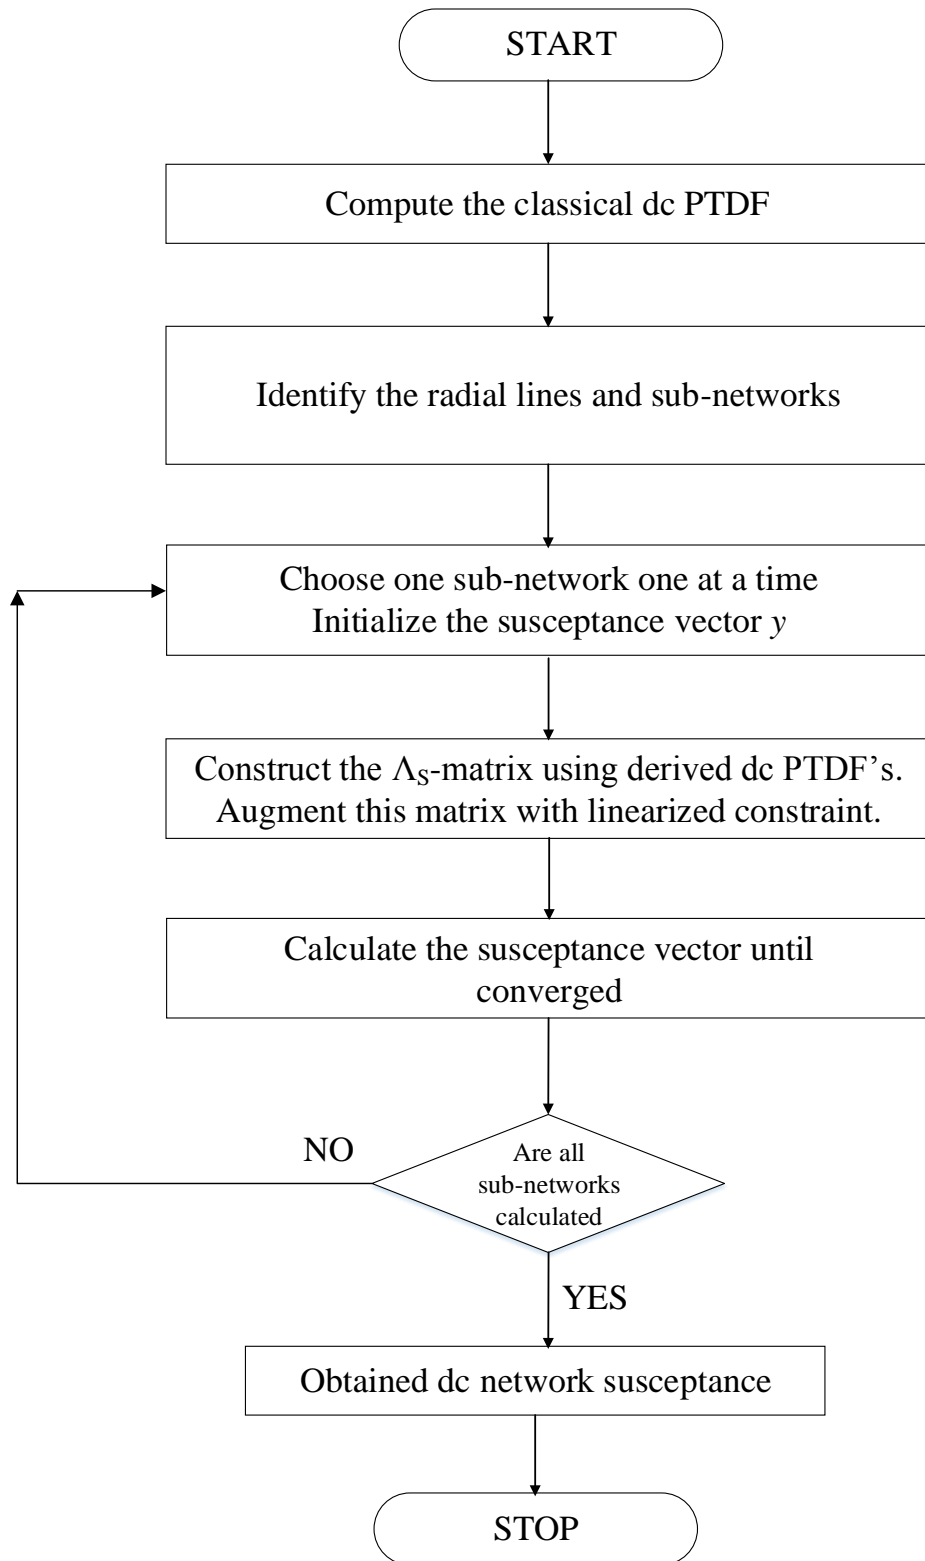 START
Compute the classical dc PTDF
Identify the radial lines and sub-networks
Choose one sub-network one at a time
Initialize the susceptance vector y
Construct the ΛS-matrix using derived dc PTDF’s.
Augment this matrix with linearized constraint.
Calculate the susceptance vector until
converged
NO
Are all
sub-networks
calculated
YES
Obtained dc network susceptance
STOP